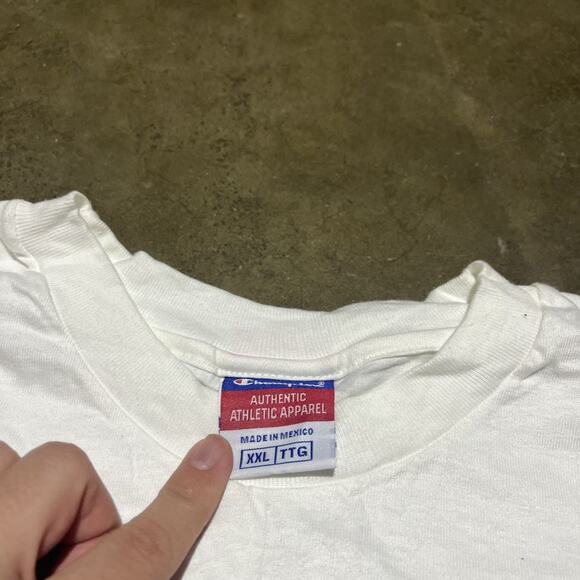 Champion®
AUTHENTIC
ATHLETIC APPAREL
MADE IN MEXICO
XXL TTG